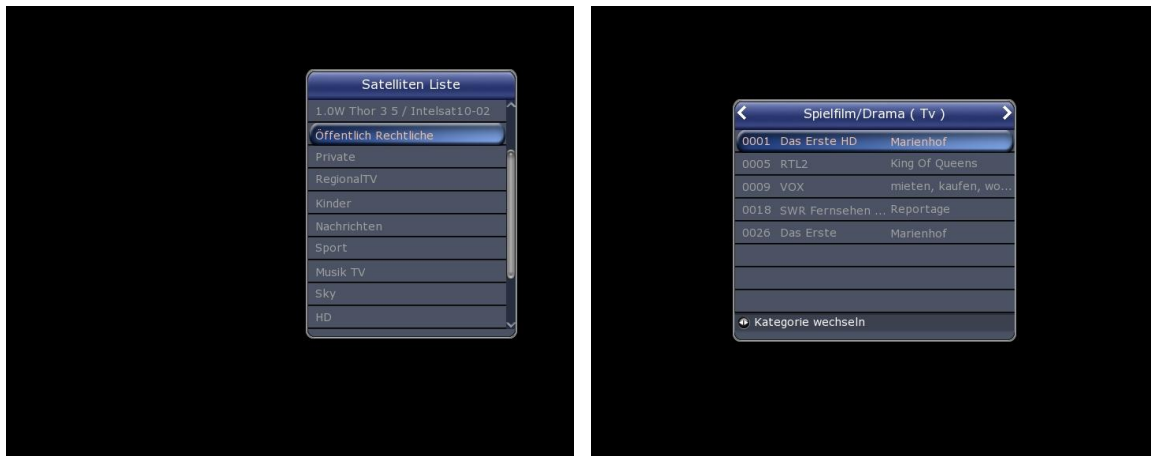 Satelliten Liste
1.0W Thor 3 5 / Intelsat10-02
Öffentlich Rechtliche
Private
RegionalTV
Kinder
Nachrichten
Sport
Musik TV
Sky
HD
Spielfilm/Drama ( Tv )
0001 Das Erste HD Marienhof
0005 RTL2 King Of Queens
0009 VOX mieten, kaufen, wo...
0018 SWR Fernsehen ... Reportage
0026 Das Erste Marienhof
Kategorie wechseln